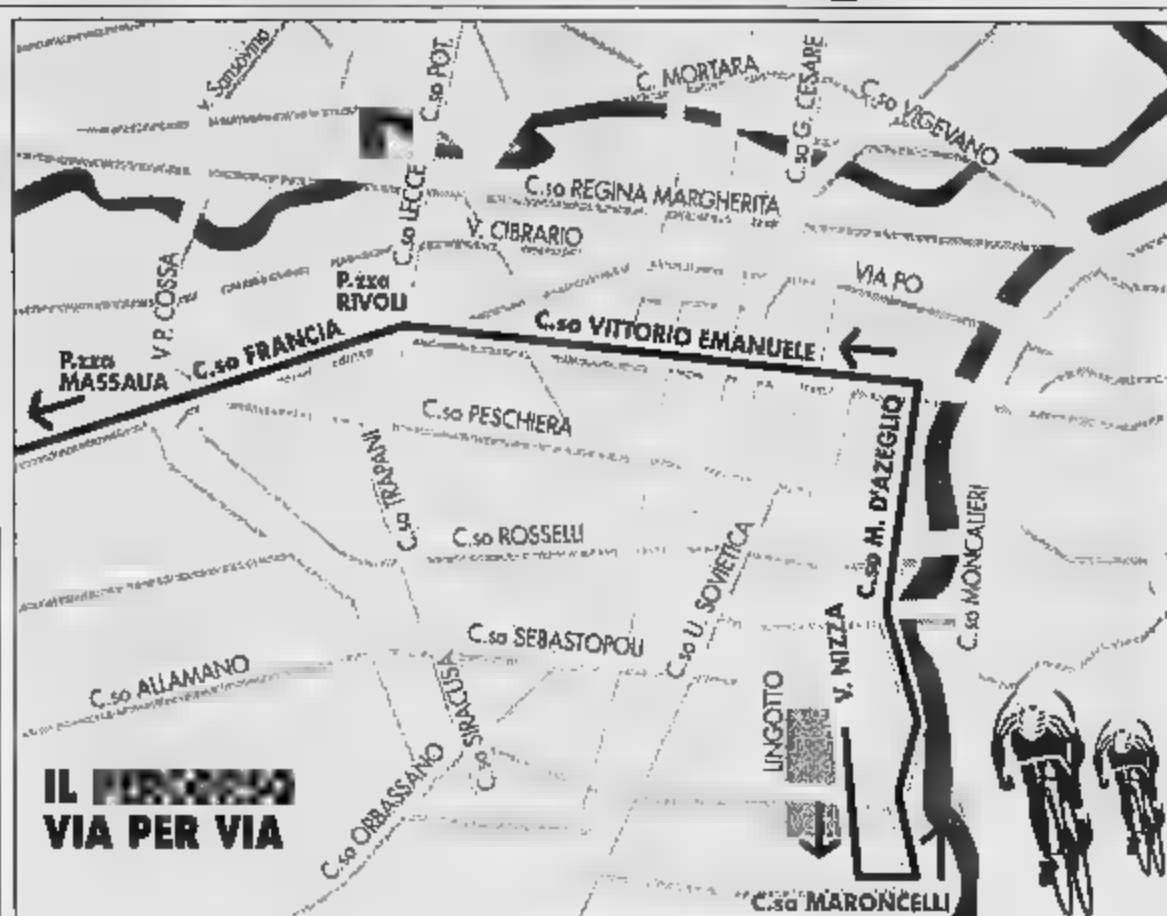 v. Sansovino
C.so POT.
C. MORTARA
C.so G. CESARE
C.so VIGEVANO
C.so LECCE
C.so REGINA MARGHERITA
V. CIBRARIO
V.P. COSSA
P.zza
RIVOLI
VIA PO
C.so VITTORIO EMANUELE
C.so FRANCIA
P.zza
MASSAUA
C.so PESCHIERA
C.so TRAPANI
C.so M. D'AZEGLIO
C.so MONCALIERI
C.so ROSSELLI
C.so U. SOVIETICA
V. NIZZA
C.so SEBASTOPOLI
C.so ALLAMANO
C.so SIRACUSA
LINGOTTO
C.so ORBASSANO
IL PERCORSO
VIA PER VIA
C.so MARONCELLI